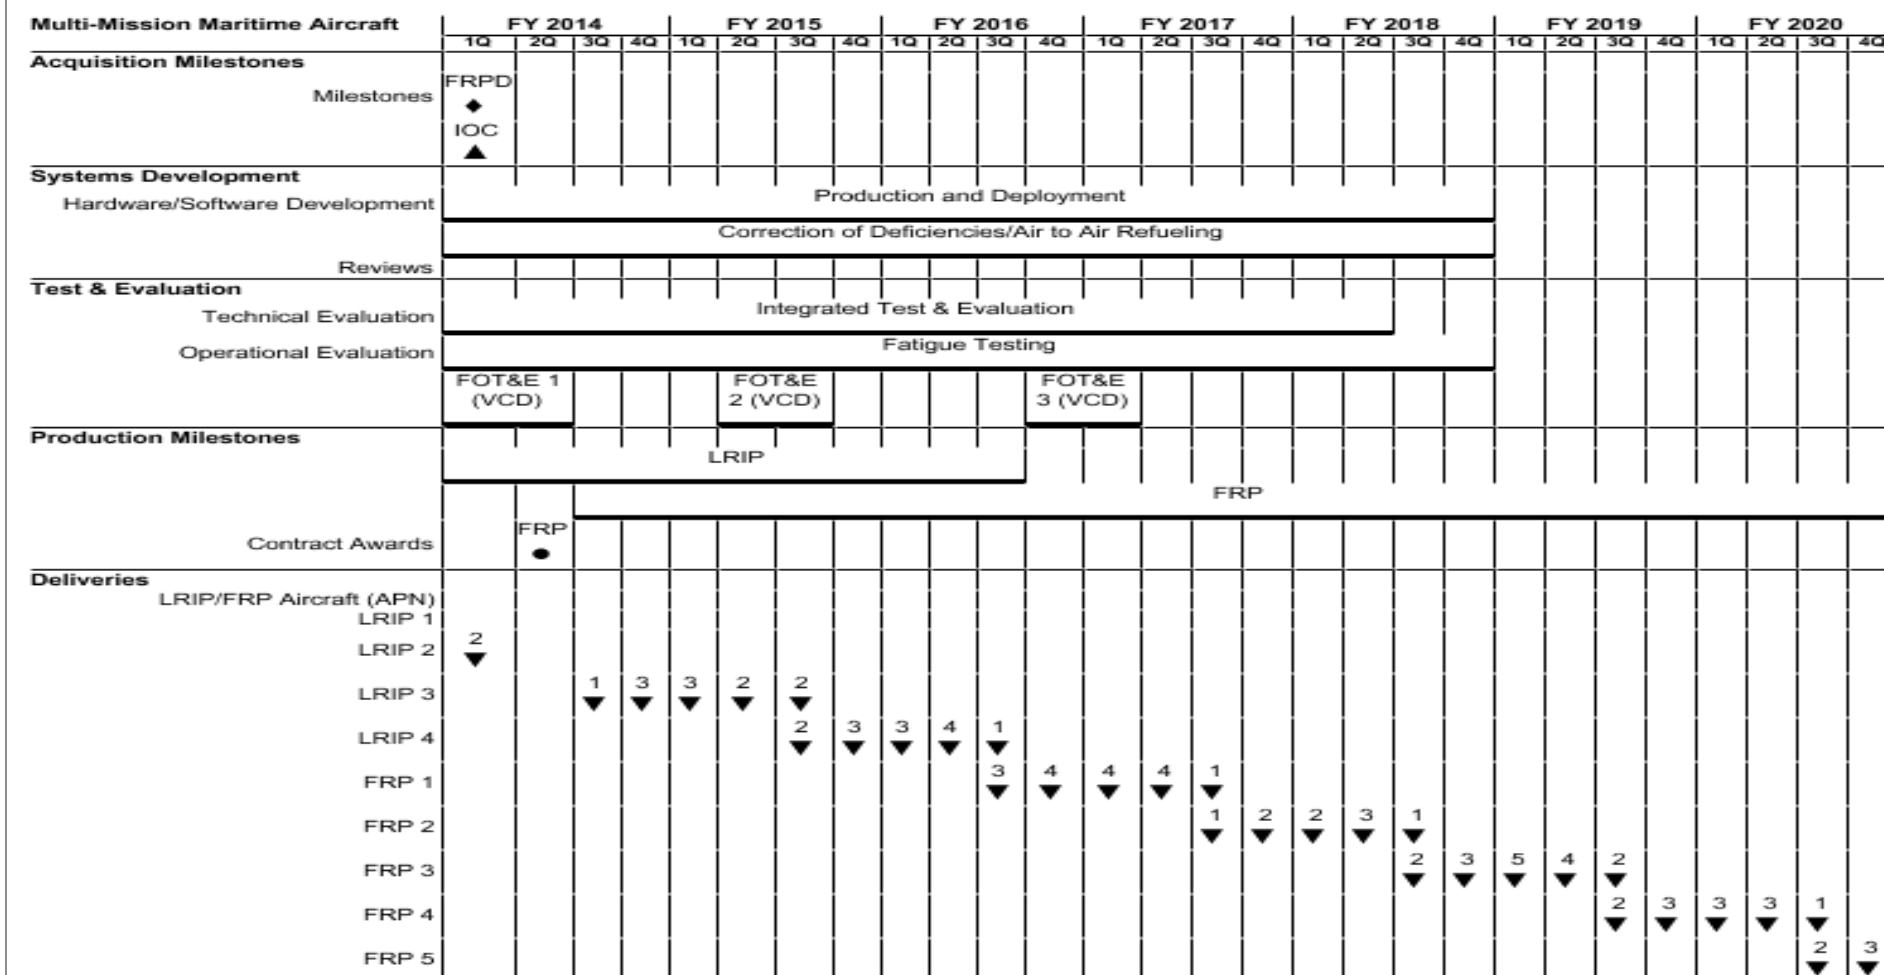 Multi-Mission Maritime Aircraft FY 2014 FY 2015 FY 2016 FY 2017 FY 2018 FY 2019 FY 2020
1Q 2Q 3Q 4Q 1Q 2Q 3Q 4Q 1Q 2Q 3Q 4Q 1Q 2Q 3Q 4Q 1Q 2Q 3Q 4Q 1Q 2Q 3Q 4Q 1Q 2Q 3Q 4Q
Acquisition Milestones
FRPD
Milestones
IOC
Systems Development
Production and Deployment
Hardware/Software Development
Correction of Deficiencies/Air to Air Refueling
Reviews
Test & Evaluation
Integrated Test & Evaluation
Technical Evaluation
Fatigue Testing
Operational Evaluation
FOT&E 1 FOT&E FOT&E
(VCD) 2 (VCD) 3 (VCD)
Production Milestones
LRIP
FRP
FRP
Contract Awards
Deliveries
LRIP/FRP Aircraft (APN)
LRIP 1
2
LRIP 2
1 3 3 2 2
LRIP 3
2 3 3 4 1
LRIP 4
3 4 4 4 1
FRP 1
1 2 2 3 1
FRP 2
2 3 5 4 2
FRP 3
2 3 3 3 1
FRP 4
2 3
FRP 5